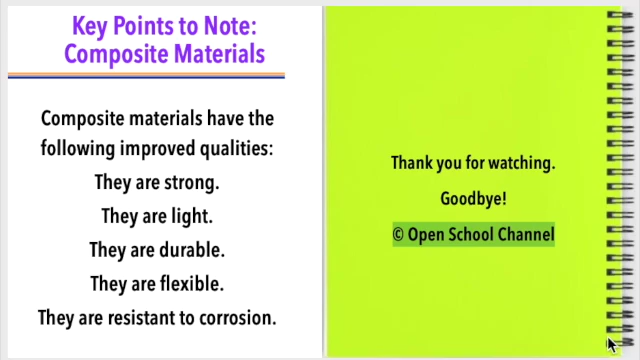 Key Points to Note:
Composite Materials
Composite materials have the
following improved qualities:
They are strong.
They are light.
They are durable.
They are flexible.
They are resistant to corrosion.
Thank you for watching.
Goodbye!
© Open School Channel